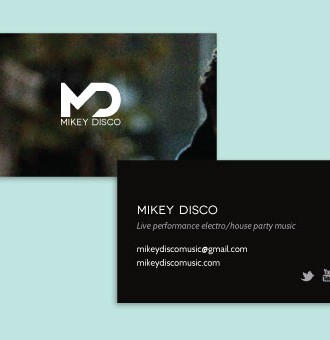 MD
MIKEY DISCO
MIKEY DISCO
Live performance electro/house party music
mikeydiscomusic@gmail.com
mikeydiscomusic.com